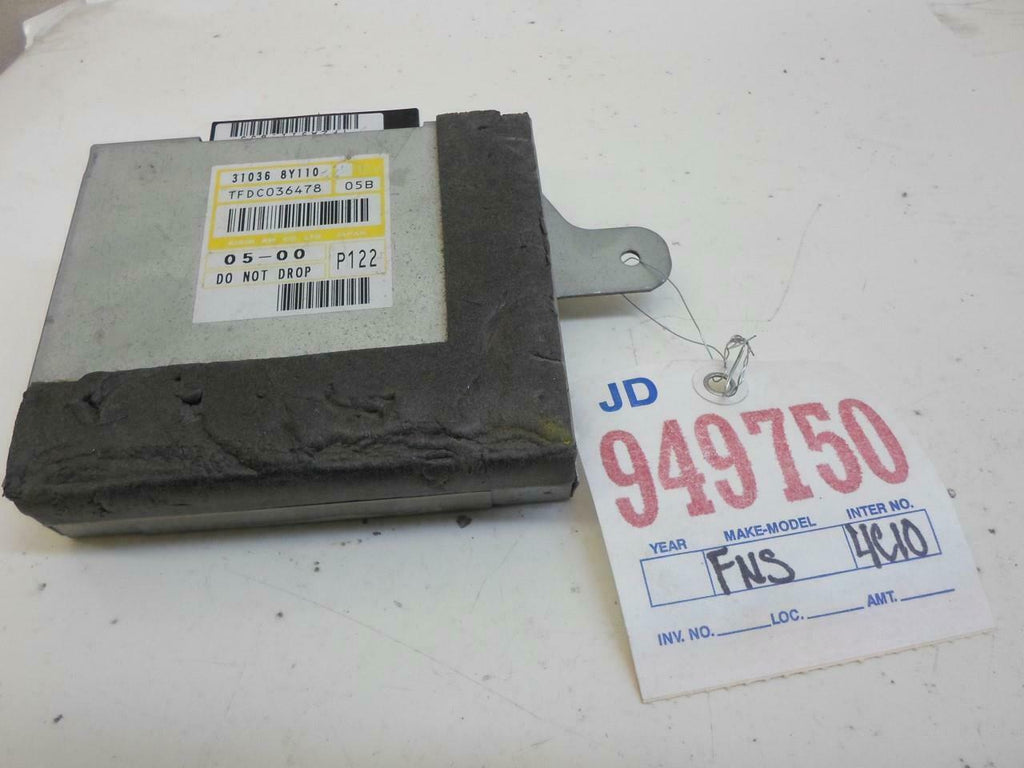 31036 8Y110
TFDC036478 05B
05-00
DO NOT DROP P122
JD
949750
YEAR MAKE-MODEL INTER NO.
FNS 4C10
INV. NO. LOC. AMT.